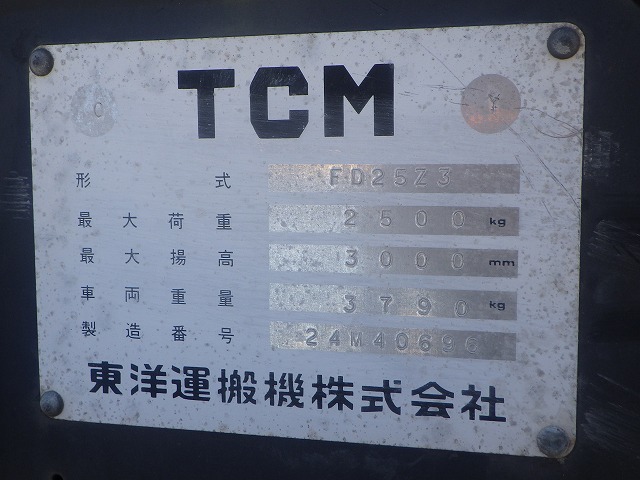 TCM
形式 FD25Z3
最大荷重 2500 kg
最大揚高 3000 mm
車両重量 3790 kg
製造番号 24M40696
東洋運搬機株式会社